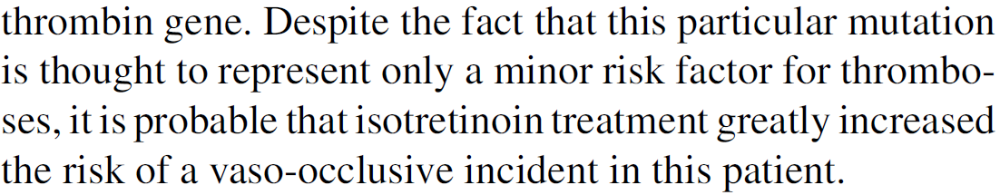 thrombin gene. Despite the fact that this particular mutation
is thought to represent only a minor risk factor for thrombo-
ses, it is probable that isotretinoin treatment greatly increased
the risk of a vaso-occlusive incident in this patient.